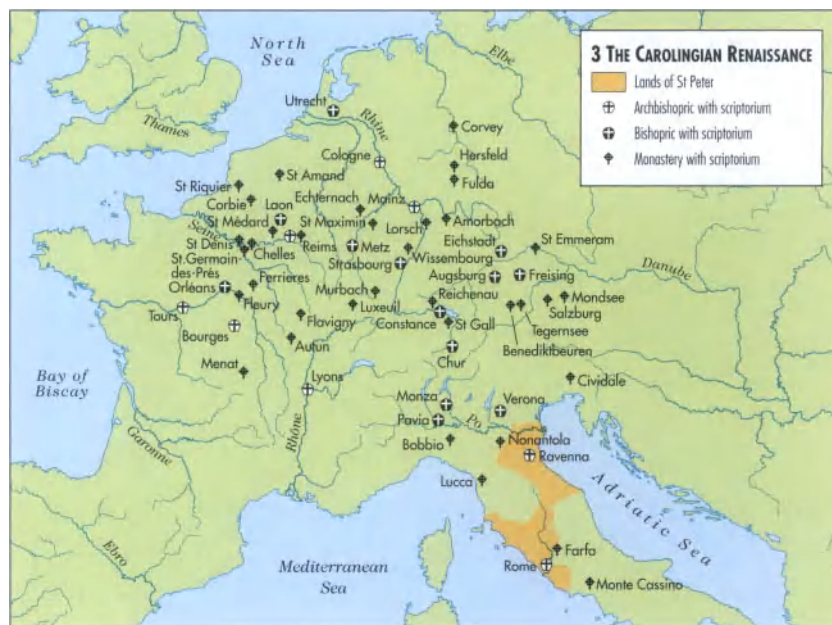 North
Sea
Elbe
3 THE CAROLINGIAN RENAISSANCE
Lands of St Peter
Archbishopric with scriptorium
Bishopric with scriptorium
Monastery with scriptorium
Utrecht
Rhine
Thames
Corvey
Cologne
Hersfeld
Fulda
St Amand
St Riquier
Corbie
Echternach
Mainz
Laon
St Médard
St Maximin
Lorsch
Amorbach
Seine
Reims
Metz
Wissembourg
Eichstadt
St Emmeram
St Denis
Chelles
Strasbourg
Augsburg
Freising
Danube
St.Germain-
des-Prés
Ferrieres
Orléans
Murbach
Reichenau
Mondsee
Fleury
Luxeuil
Salzburg
Tours
Flavigny
Constance
St Gall
Tegernsee
Bourges
Benediktbeuren
Autun
Chur
Menat
Cividale
Bay of
Biscay
Lyons
Monza
Verona
Pavia
Po
Rhône
Garonne
Bobbio
Nonantola
Ravenna
Lucca
Adriatic Sea
Ebro
Mediterranean
Sea
Farfa
Rome
Monte Cassino